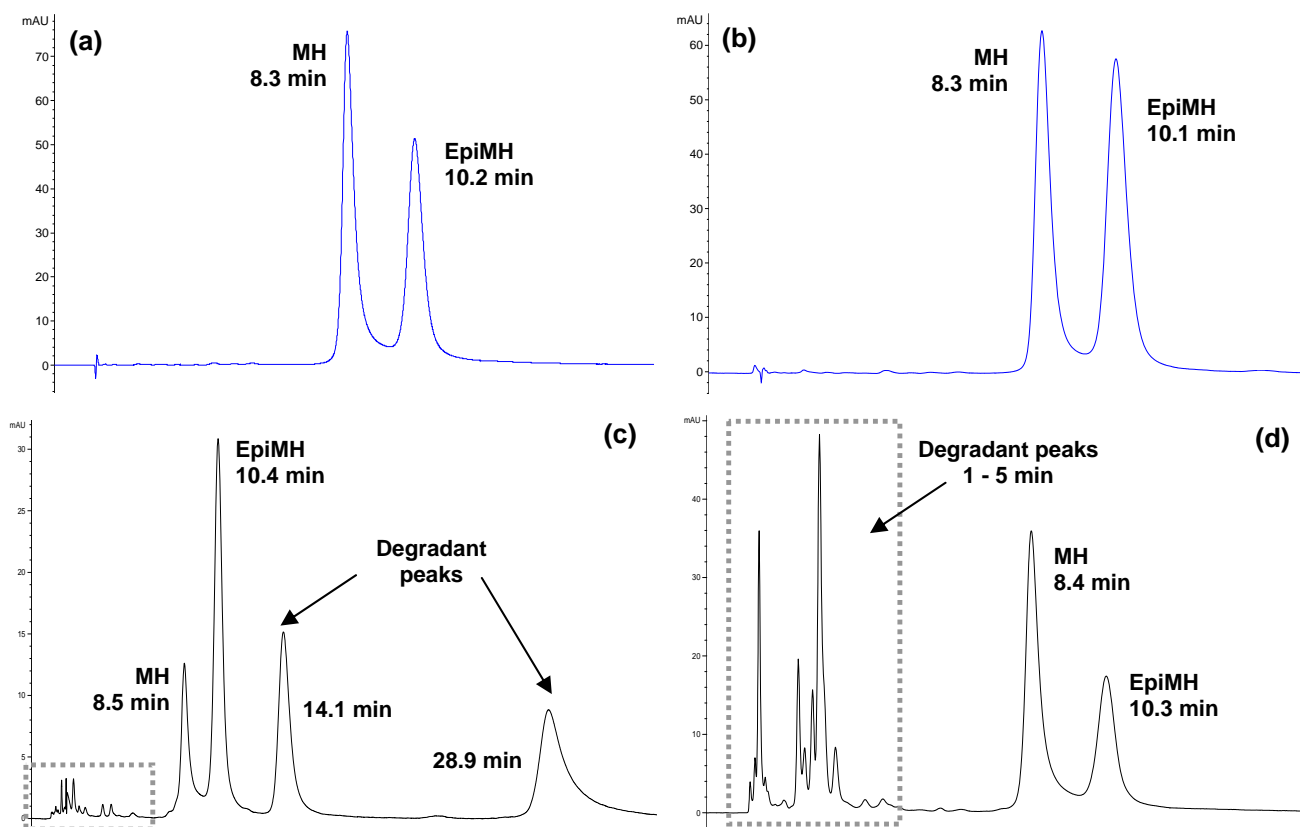 mAU
(a)
MH
8.3 min
EpiMH
10.2 min
70
60
50
40
30
20
10
0
mAU
(b)
MH
8.3 min
EpiMH
10.1 min
60
50
40
30
20
10
0
mAU
(c)
EpiMH
10.4 min
Degradant
peaks
MH
8.5 min
14.1 min
28.9 min
30
25
20
15
10
5
0
mAU
(d)
Degradant peaks
1 - 5 min
MH
8.4 min
EpiMH
10.3 min
40
30
20
10
0